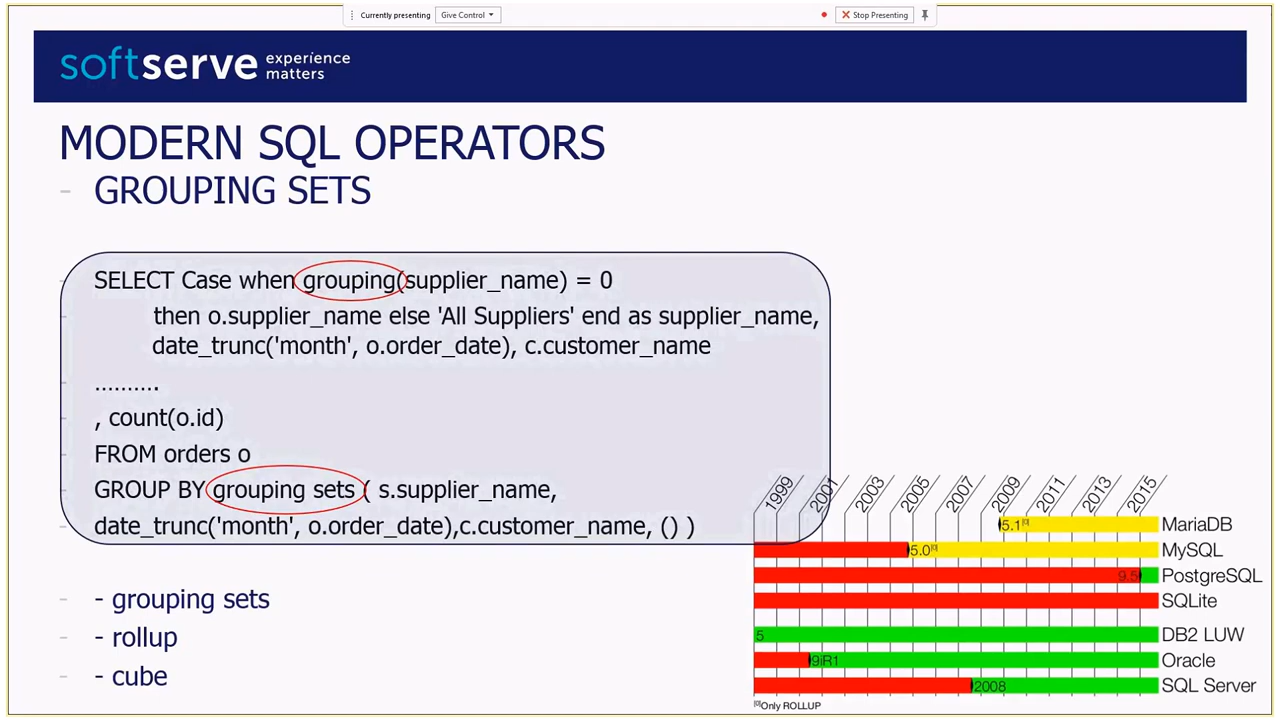 Currently presenting Give Control Stop Presenting
softserve experience matters
MODERN SQL OPERATORS
- GROUPING SETS
SELECT Case when grouping(supplier_name) = 0
then o.supplier_name else 'All Suppliers' end as supplier_name,
date_trunc('month', o.order_date), c.customer_name
……….
, count(o.id)
FROM orders o
GROUP BY grouping sets ( s.supplier_name,
date_trunc('month', o.order_date),c.customer_name, () )
- - grouping sets
- - rollup
- - cube
1999 2001 2003 2005 2007 2009 2011 2013 2015
5.1[0] MariaDB
5.0[0] MySQL
9.5 PostgreSQL
SQLite
5 DB2 LUW
9iR1 Oracle
2008 SQL Server
[0]Only ROLLUP